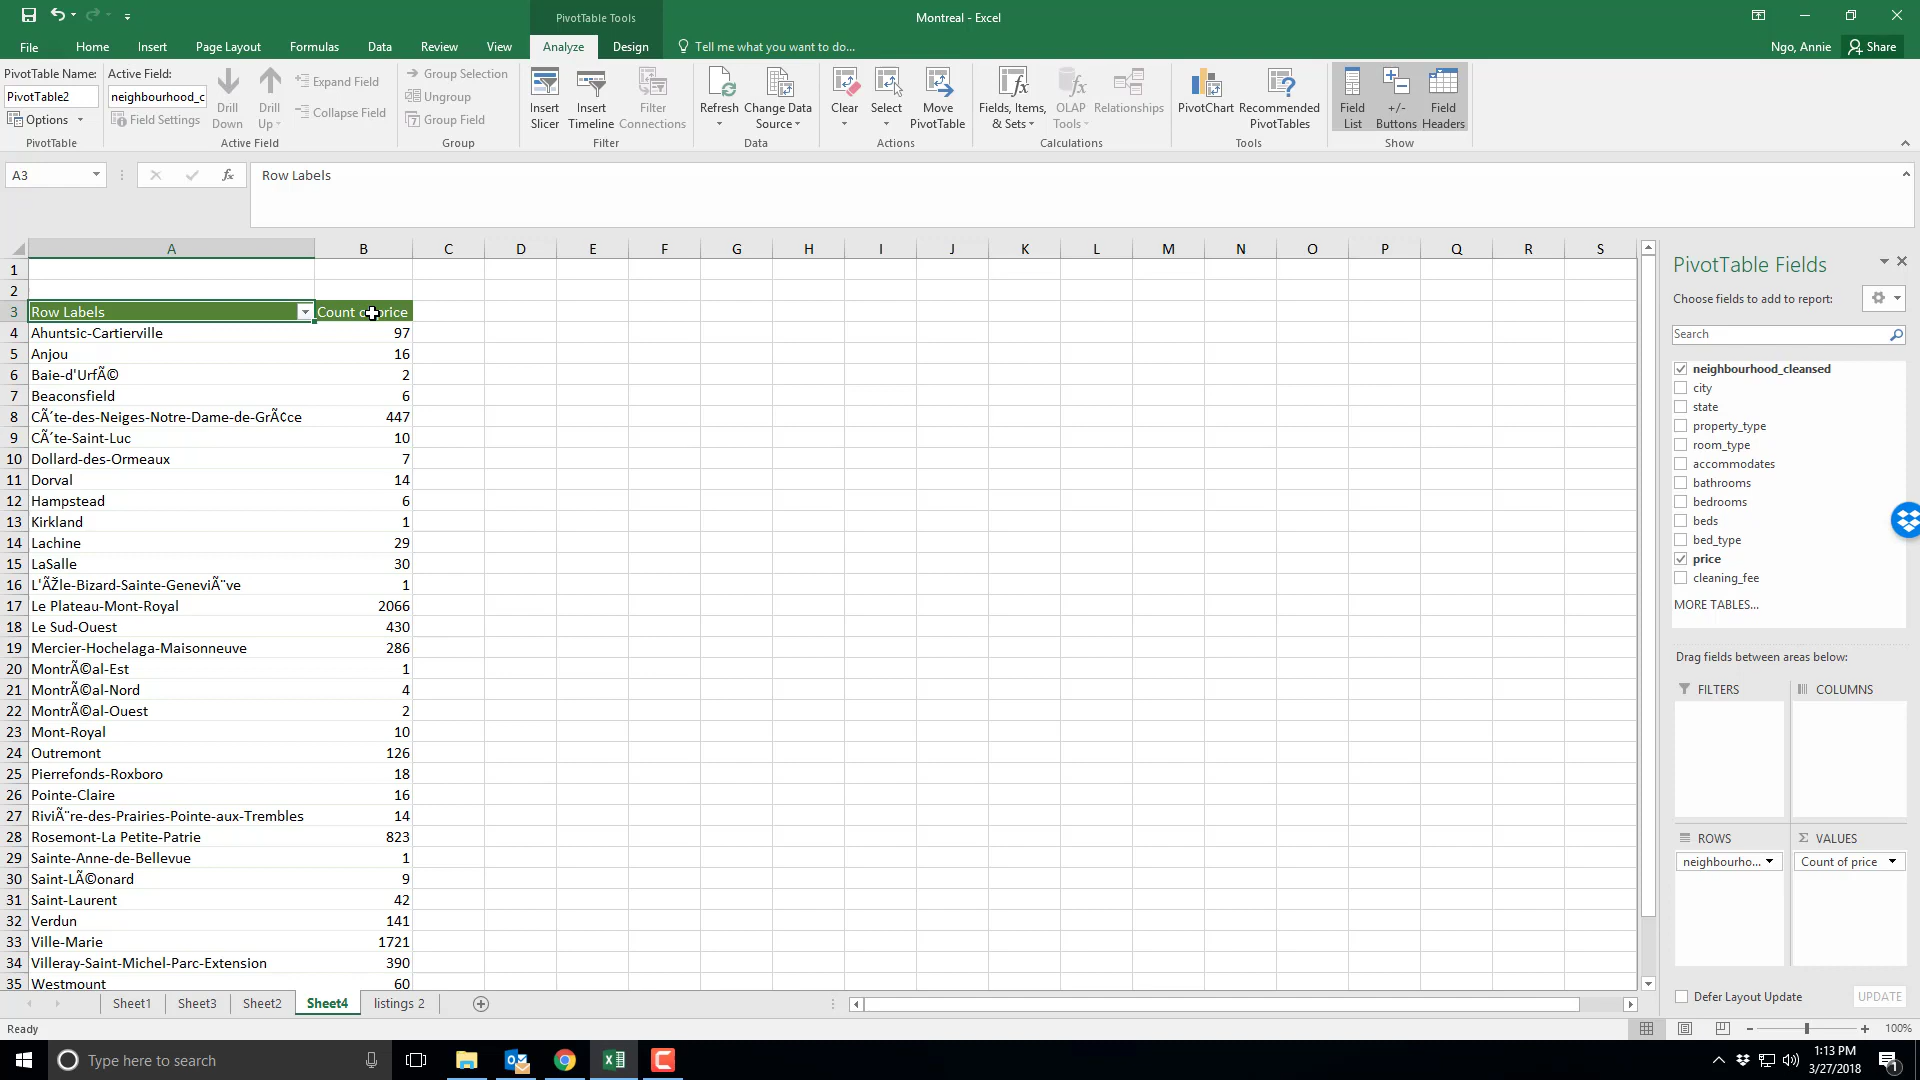 PivotTable Tools
Montreal - Excel
File Home Insert Page Layout Formulas Data Review View Analyze Design Tell me what you want to do... Ngo, Annie Share
PivotTable Name:
PivotTable2
Options
PivotTable
Active Field:
neighbourhood_c
Field Settings
Drill Down
Drill Up
Expand Field
Collapse Field
Active Field
Group Selection
Ungroup
Group Field
Group
Insert Slicer
Insert Timeline
Filter Connections
Filter
Refresh
Change Data Source
Data
Clear
Select
Move PivotTable
Actions
Fields, Items, & Sets
OLAP Tools
Relationships
Calculations
PivotChart
Recommended PivotTables
Tools
Field List
+/- Buttons
Field Headers
Show
A3 fx Row Labels
A B C D E F G H I J K L M N O P Q R S
1
2
3 Row Labels Count o price
4 Ahuntsic-Cartierville 97
5 Anjou 16
6 Baie-d'UrfÃ© 2
7 Beaconsfield 6
8 CÃ´te-des-Neiges-Notre-Dame-de-GrÃ¢ce 447
9 CÃ´te-Saint-Luc 10
10 Dollard-des-Ormeaux 7
11 Dorval 14
12 Hampstead 6
13 Kirkland 1
14 Lachine 29
15 LaSalle 30
16 L'ÃŽle-Bizard-Sainte-GeneviÃ¨ve 1
17 Le Plateau-Mont-Royal 2066
18 Le Sud-Ouest 430
19 Mercier-Hochelaga-Maisonneuve 286
20 MontrÃ©al-Est 1
21 MontrÃ©al-Nord 4
22 MontrÃ©al-Ouest 2
23 Mont-Royal 10
24 Outremont 126
25 Pierrefonds-Roxboro 18
26 Pointe-Claire 16
27 RiviÃ¨re-des-Prairies-Pointe-aux-Trembles 14
28 Rosemont-La Petite-Patrie 823
29 Sainte-Anne-de-Bellevue 1
30 Saint-LÃ©onard 9
31 Saint-Laurent 42
32 Verdun 141
33 Ville-Marie 1721
34 Villeray-Saint-Michel-Parc-Extension 390
35 Westmount 60
PivotTable Fields
Choose fields to add to report:
Search
neighbourhood_cleansed
city
state
property_type
room_type
accommodates
bathrooms
bedrooms
beds
bed_type
price
cleaning_fee
MORE TABLES...
Drag fields between areas below:
FILTERS COLUMNS
ROWS Σ VALUES
neighbourho... Count of price
Defer Layout Update UPDATE
Sheet1 Sheet3 Sheet2 Sheet4 listings 2
Ready 100%
Type here to search
1:13 PM
3/27/2018
1